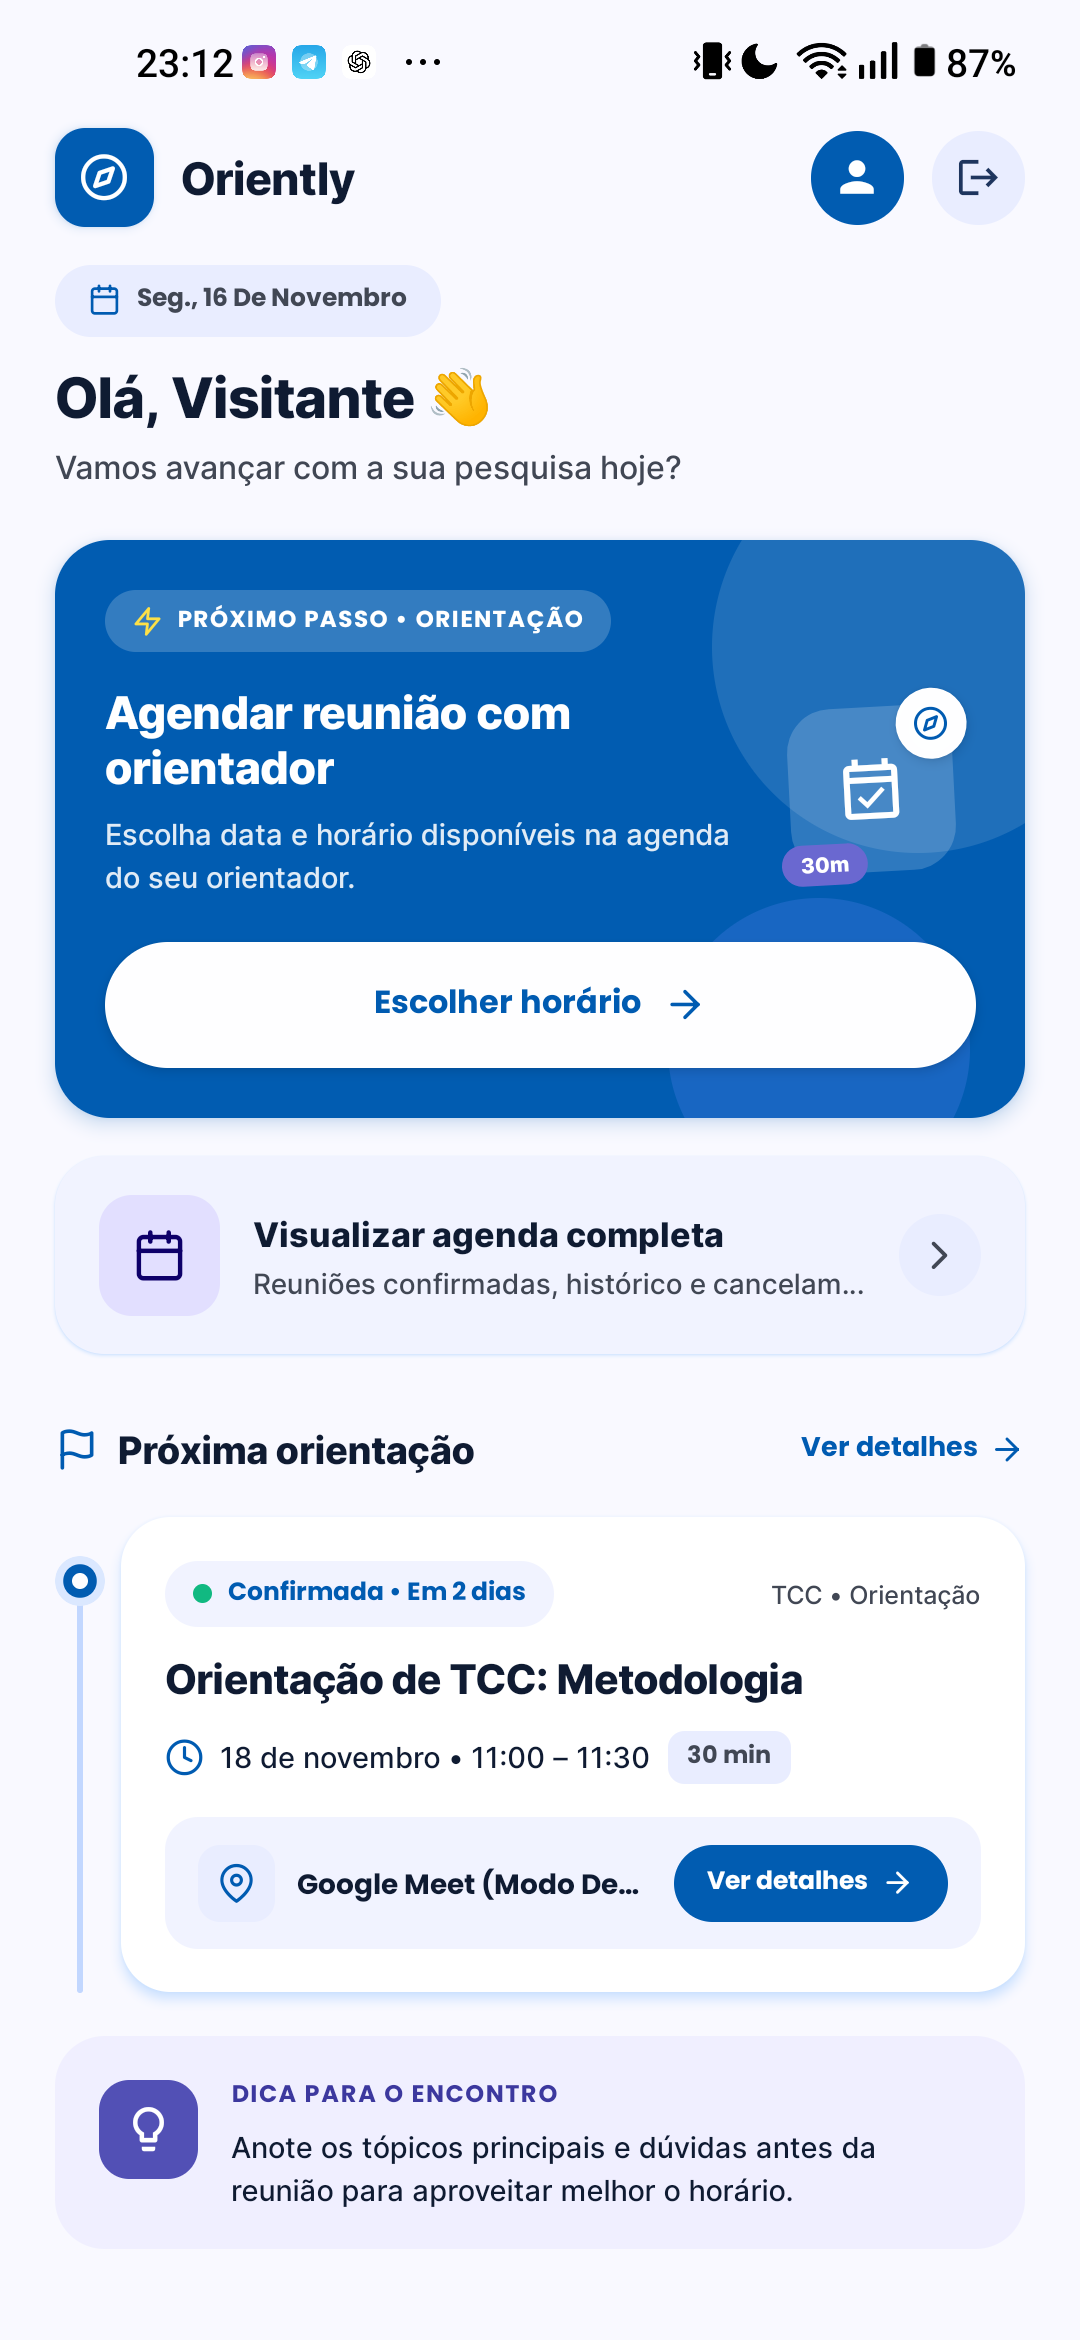 23:12
87%
Oriently
Seg., 16 De Novembro
Olá, Visitante 👋
Vamos avançar com a sua pesquisa hoje?
PRÓXIMO PASSO • ORIENTAÇÃO
Agendar reunião com
orientador
Escolha data e horário disponíveis na agenda
do seu orientador.
30m
Escolher horário
Visualizar agenda completa
Reuniões confirmadas, histórico e cancelam...
Próxima orientação
Ver detalhes
Confirmada • Em 2 dias
TCC • Orientação
Orientação de TCC: Metodologia
18 de novembro • 11:00 – 11:30
30 min
Google Meet (Modo De...
Ver detalhes
DICA PARA O ENCONTRO
Anote os tópicos principais e dúvidas antes da
reunião para aproveitar melhor o horário.